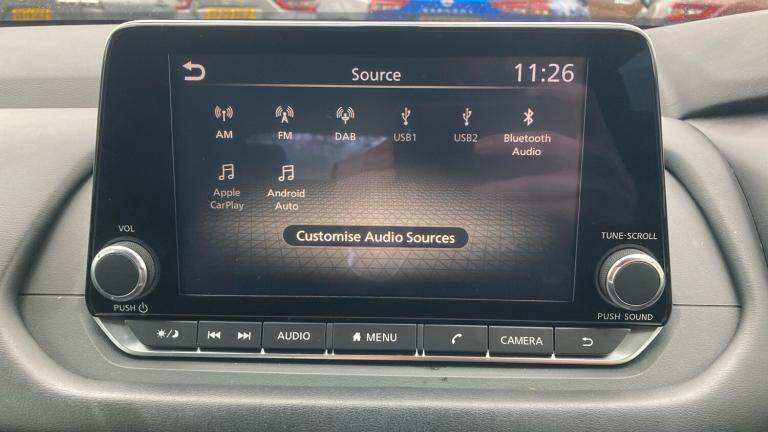 Source
11:26
AM
FM
DAB
USB1
USB2
Bluetooth
Audio
Apple
CarPlay
Android
Auto
Customise Audio Sources
VOL
PUSH
TUNE·SCROLL
PUSH SOUND
AUDIO
MENU
CAMERA